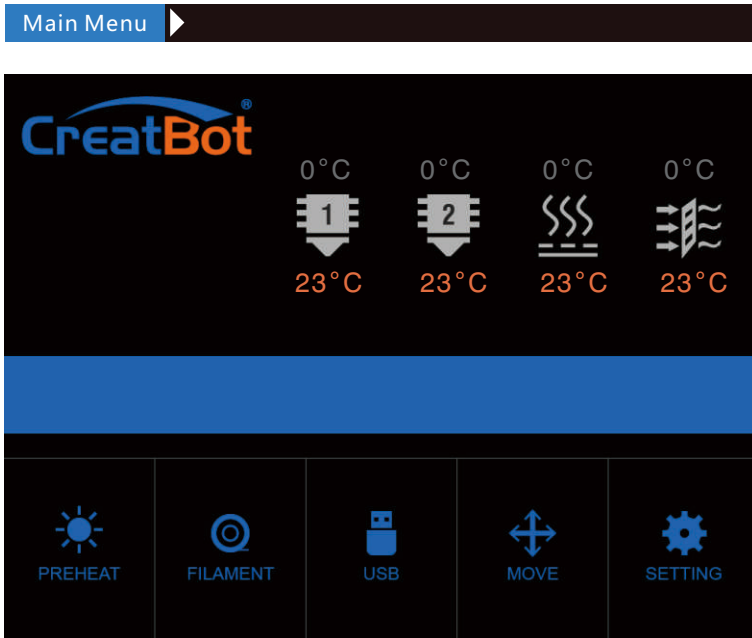 Main Menu
CreatBot®
0°C 0°C 0°C 0°C
1 2
23°C 23°C 23°C 23°C
PREHEAT FILAMENT USB MOVE SETTING